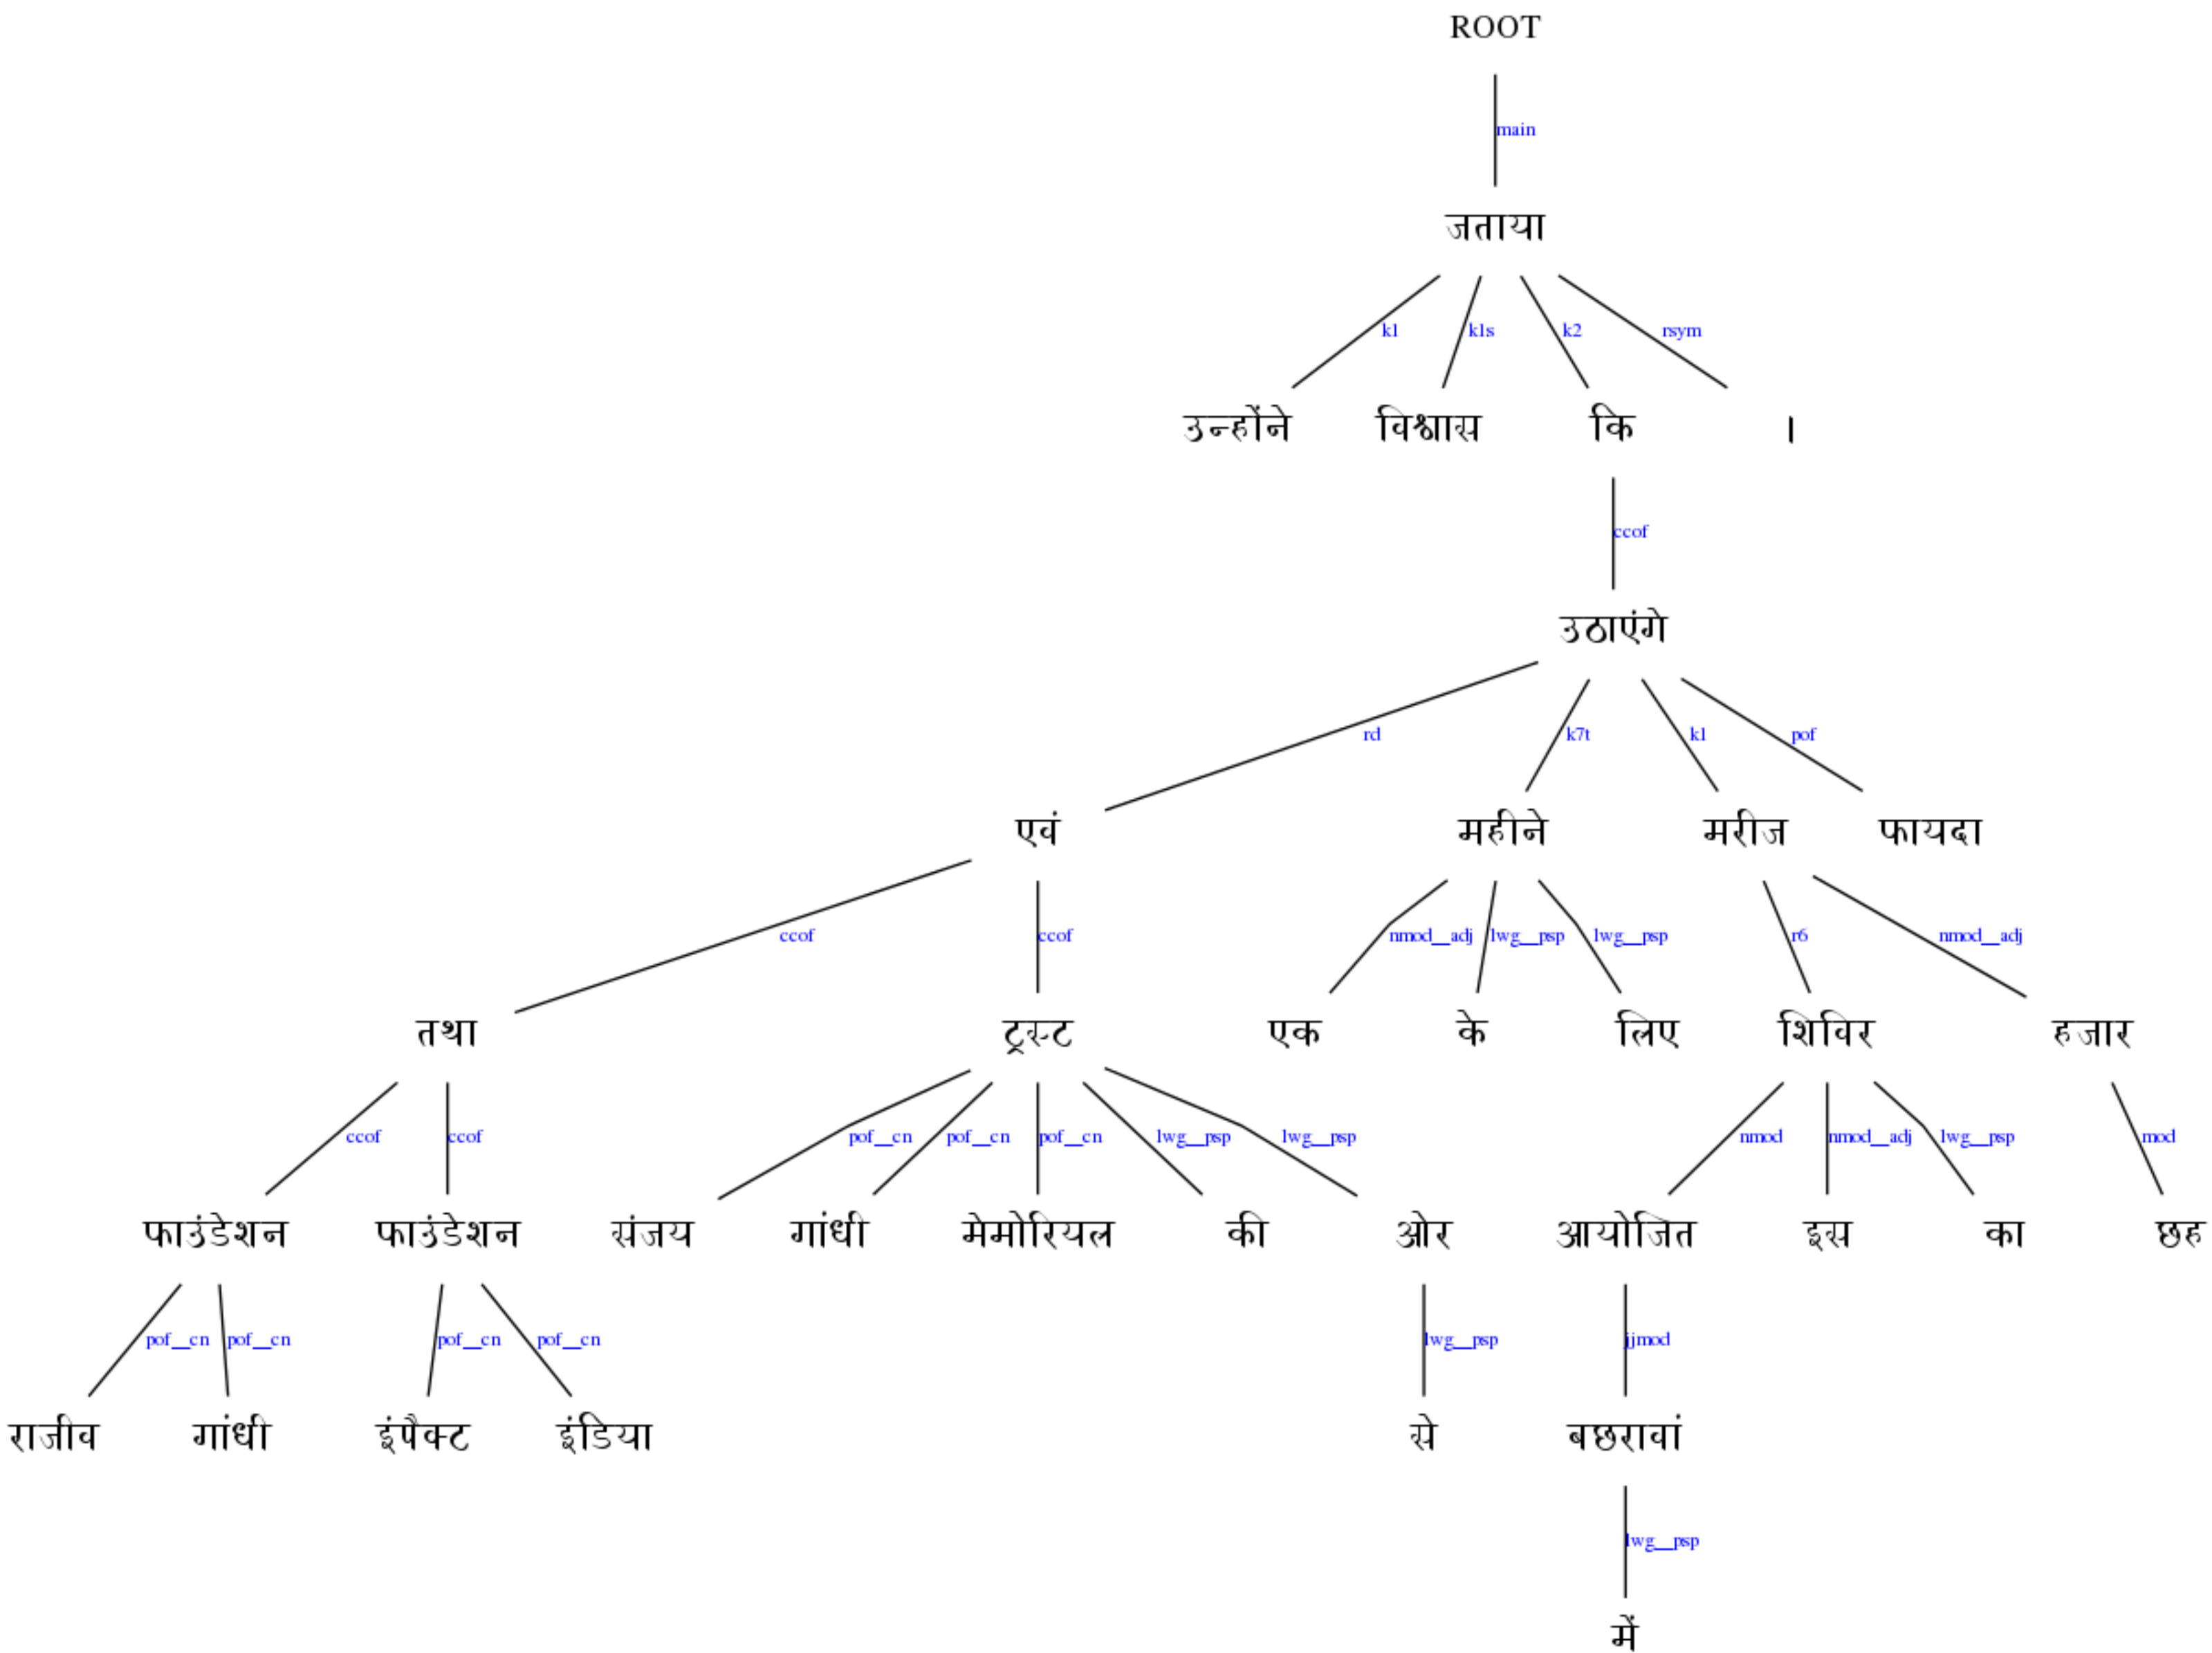 ROOT
main
जताया
k1 k1s k2 rsym
उन्होंने विश्वास कि ।
ccof
उठाएंगे
rd k7t k1 pof
एवं महीने मरीज फायदा
ccof ccof nmod__adj lwg__psp lwg__psp r6 nmod__adj
तथा ट्रस्ट एक के लिए शिविर हजार
ccof ccof pof__cn pof__cn pof__cn lwg__psp lwg__psp nmod nmod__adj lwg__psp mod
फाउंडेशन फाउंडेशन संजय गांधी मेमोरियल की ओर आयोजित इस का छह
pof__cn pof__cn pof__cn pof__cn lwg__psp jjmod
राजीव गांधी इंपैक्ट इंडिया से बछरावां
lwg__psp
में